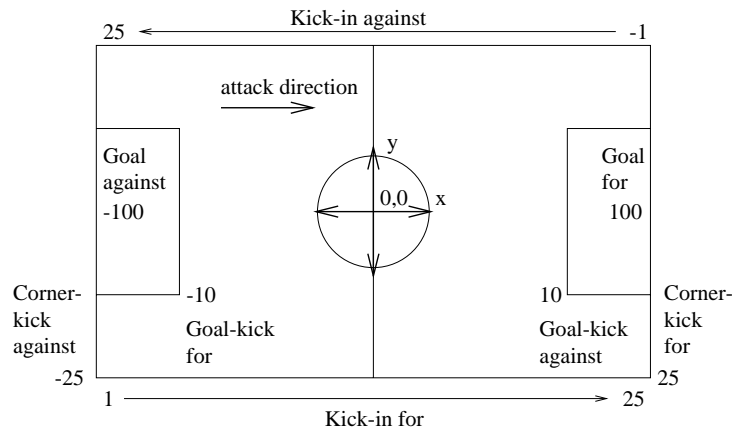 Kick-in against
25
-1
attack direction
y
Goal
against
-100
0,0
x
Goal
for
100
Corner-
kick
against
-25
-10
Goal-kick
for
10
Goal-kick
against
Corner-
kick
for
25
1
25
Kick-in for